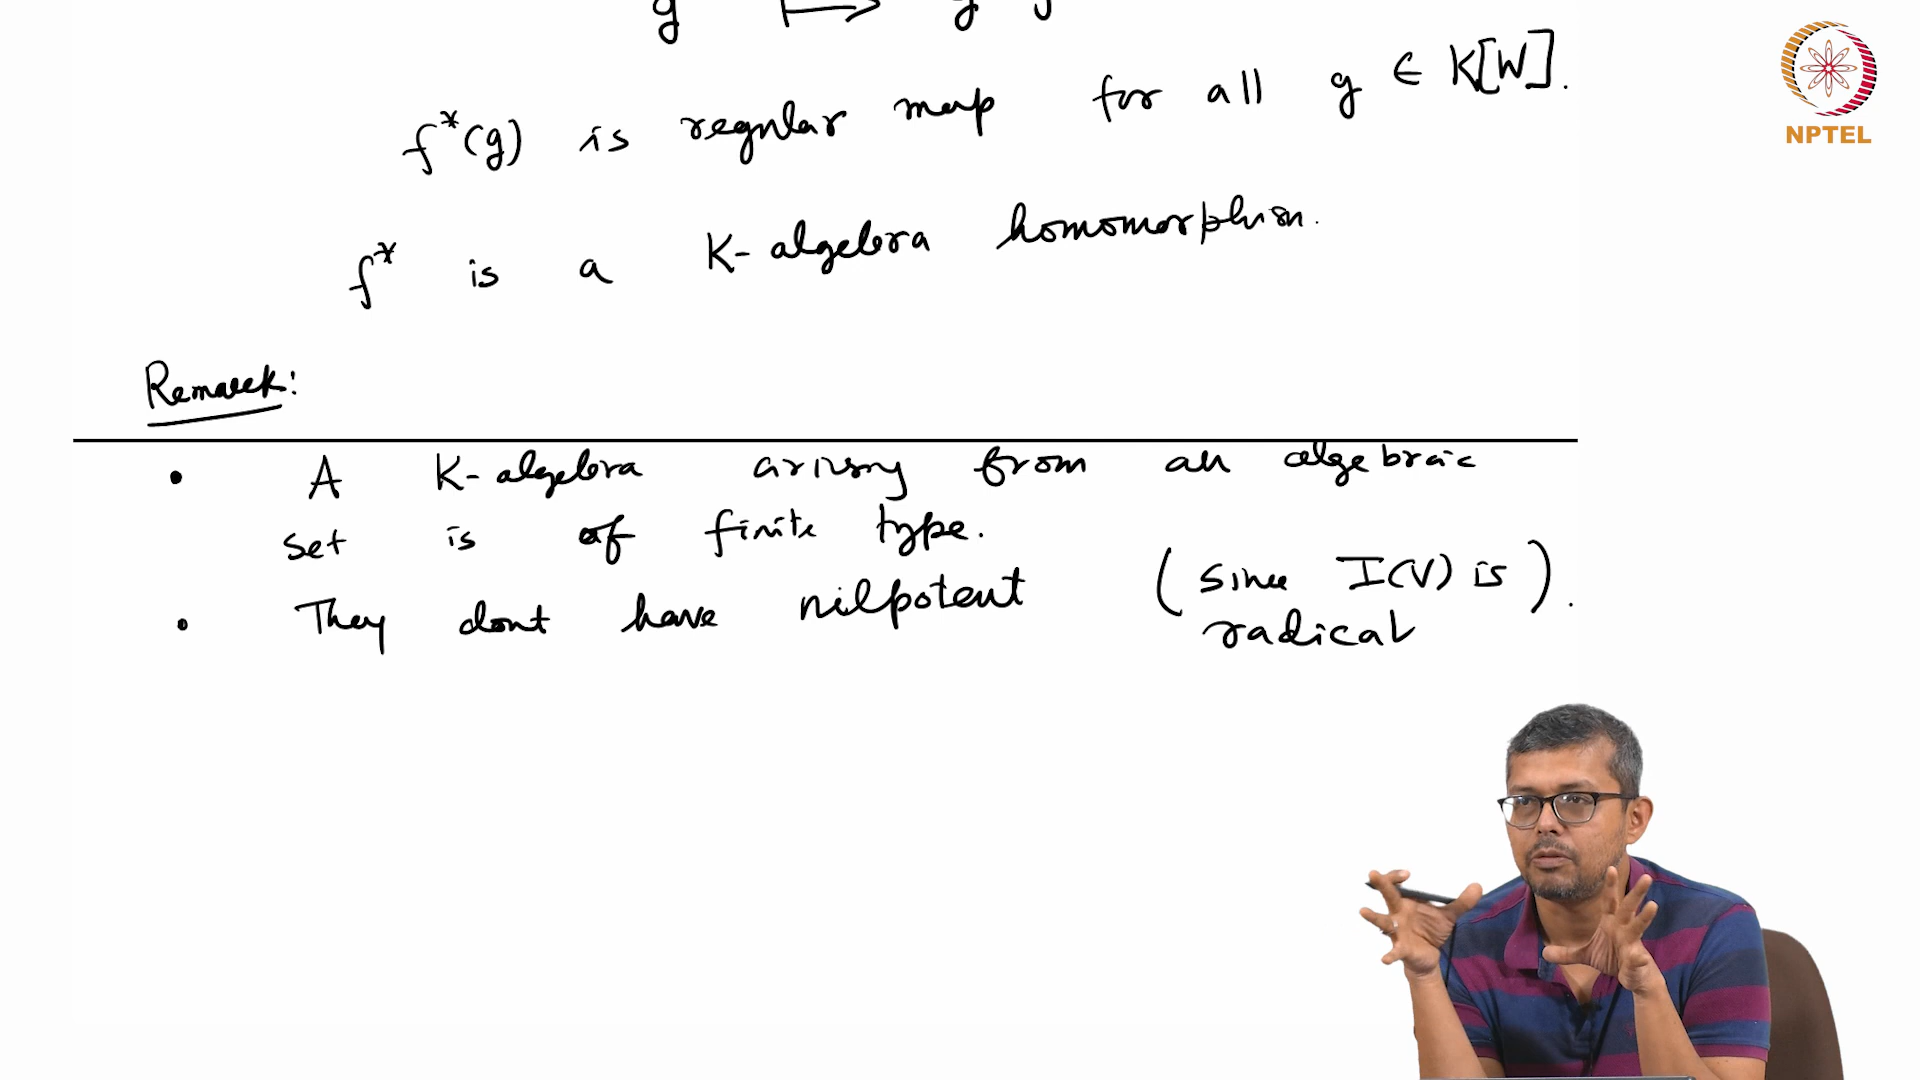 g ⟼ g
f*(g) is regular map for all g ∈ K[W].
f* is a K-algebra homomorphism.
Remark:
• A K-algebra arising from an algebraic
set is of finite type.
• They dont have nilpotent (since I(V) is
radical).
NPTEL